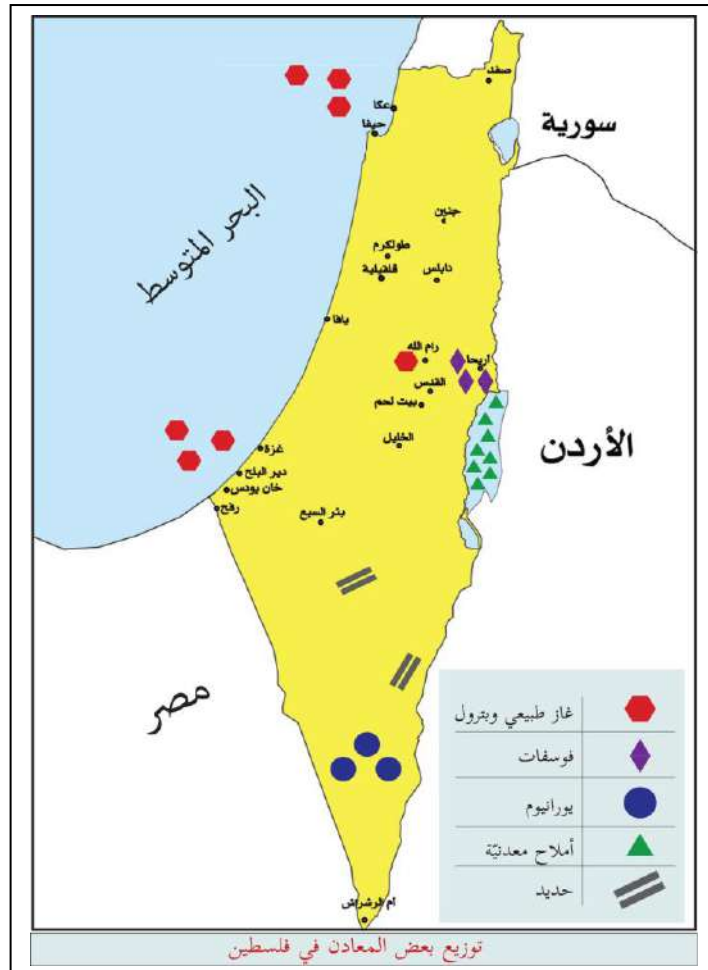 صفد
عكا
حيفا
سورية
البحر المتوسط
جنين
طولكرم
نابلس
قلقيلية
يافا
رام الله
أريحا
القدس
بيت لحم
الخليل
الأردن
غزة
دير البلح
خان يونس
رفح
بئر السبع
مصر
غاز طبيعي وبترول
فوسفات
يورانيوم
أملاح معدنيّة
حديد
أم الرشراش
توزيع بعض المعادن في فلسطين